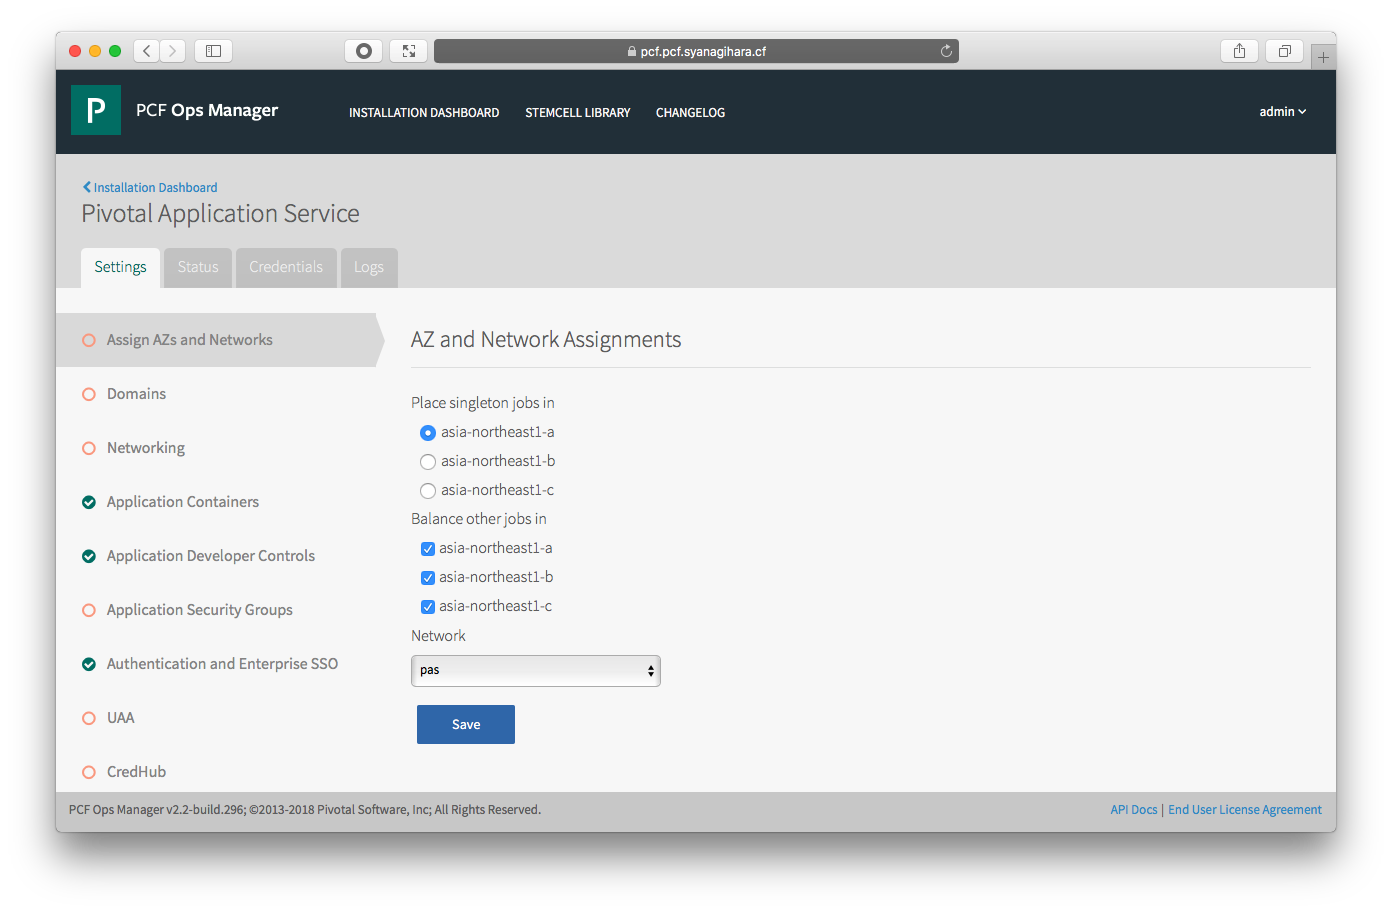 pcf.pcf.syanagihara.cf
P
PCF Ops Manager
INSTALLATION DASHBOARD
STEMCELL LIBRARY
CHANGELOG
admin
Installation Dashboard
Pivotal Application Service
Settings
Status
Credentials
Logs
Assign AZs and Networks
Domains
Networking
Application Containers
Application Developer Controls
Application Security Groups
Authentication and Enterprise SSO
UAA
CredHub
AZ and Network Assignments
Place singleton jobs in
asia-northeast1-a
asia-northeast1-b
asia-northeast1-c
Balance other jobs in
asia-northeast1-a
asia-northeast1-b
asia-northeast1-c
Network
pas
Save
PCF Ops Manager v2.2-build.296; ©2013-2018 Pivotal Software, Inc; All Rights Reserved.
API Docs | End User License Agreement